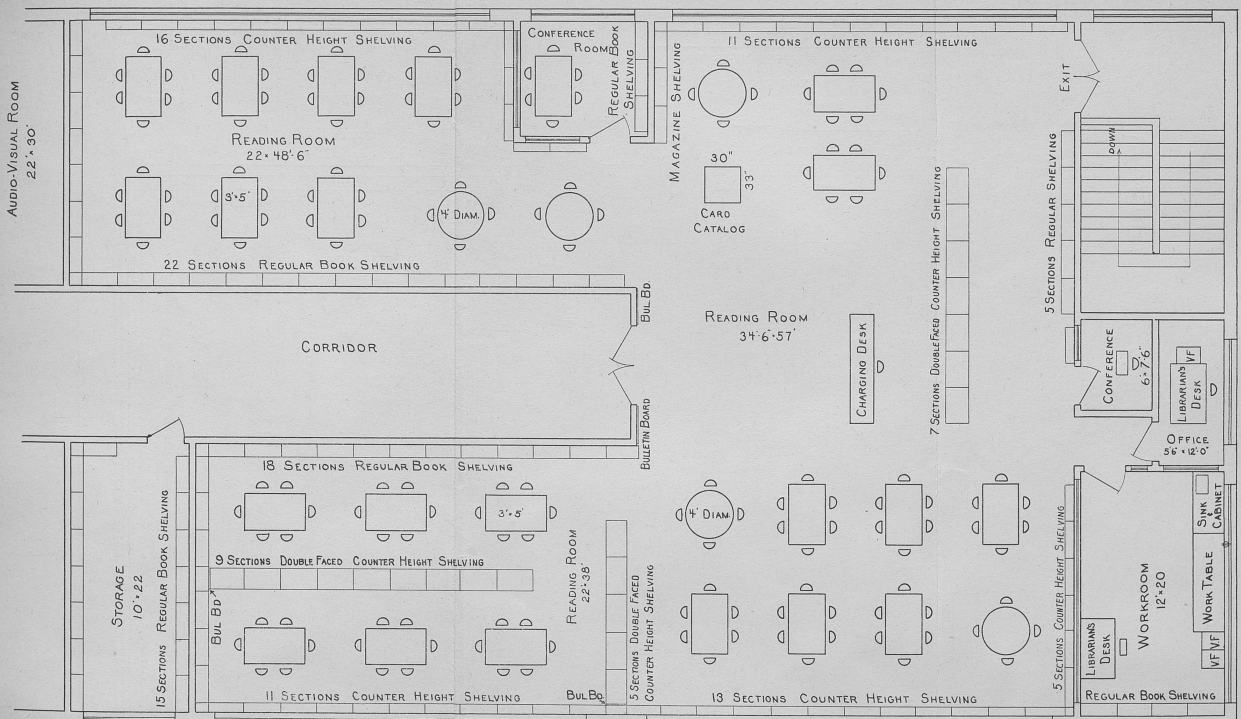 16 Sections Counter Height Shelving
Conference
Room
Regular Book
Shelving
Magazine Shelving
11 Sections Counter Height Shelving
Exit
Audio-Visual Room
22'×30'
Reading Room
22×48'-6"
3'×5'
4' Diam.
22 Sections Regular Book Shelving
30"
33"
Card
Catalog
7 Sections Double Faced Counter Height Shelving
5 Sections Regular Shelving
Down
Bul. Bd.
Corridor
Reading Room
34'-6"×57'
Charging Desk
Conference
6'×7'-6"
VF
Librarian's
Desk
Office
5'6"×12'-0"
Bulletin Board
18 Sections Regular Book Shelving
3'×5'
4' Diam.
Storage
10'×22
15 Sections Regular Book Shelving
9 Sections Double Faced Counter Height Shelving
Bul Bd
Reading Room
22'×38'
5 Sections Double Faced
Counter Height Shelving
11 Sections Counter Height Shelving
Bul Bd.
13 Sections Counter Height Shelving
5 Sections Counter Height Shelving
Sink
&
Cabinet
Work Table
Workroom
12'×20
Librarian's
Desk
VF
VF
Regular Book Shelving